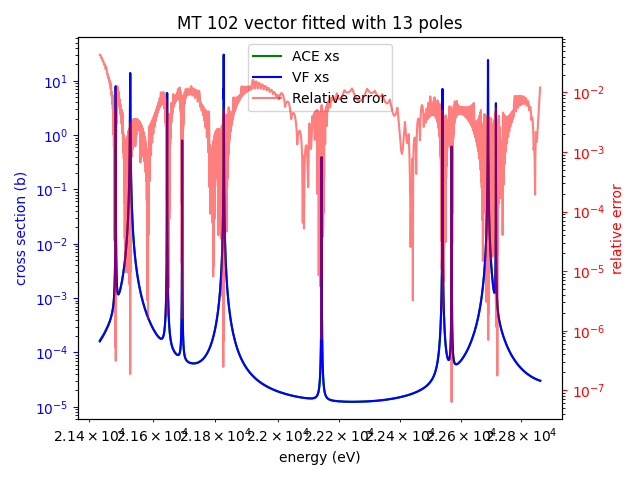 MT 102 vector fitted with 13 poles
ACE xs
VF xs
Relative error
10¹
10⁰
10⁻¹
10⁻²
10⁻³
10⁻⁴
10⁻⁵
cross section (b)
10⁻²
10⁻³
10⁻⁴
10⁻⁵
10⁻⁶
10⁻⁷
relative error
2.14 × 10⁴ 2.16 × 10⁴ 2.18 × 10⁴ 2.2 × 10⁴ 2.22 × 10⁴ 2.24 × 10⁴ 2.26 × 10⁴ 2.28 × 10⁴
energy (eV)